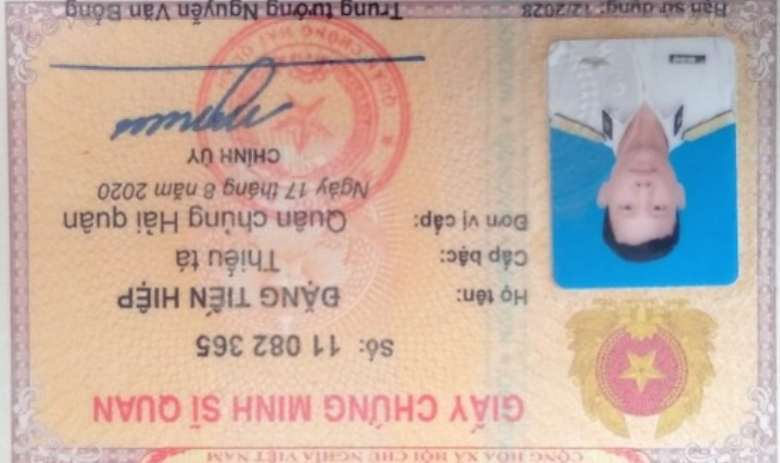 CỘNG HÒA XÃ HỘI CHỦ NGHĨA VIỆT NAM
GIẤY CHỨNG MINH SĨ QUAN
Số: 11 082 365
Họ tên: ĐẶNG TIẾN HIỆP
Cấp bậc: Thiếu tá
Đơn vị cấp: Quân chủng Hải quân
Ngày 17 tháng 8 năm 2020
CHÍNH ỦY
Hạn sử dụng: 12/2028
Trung tướng Nguyễn Văn Bổng